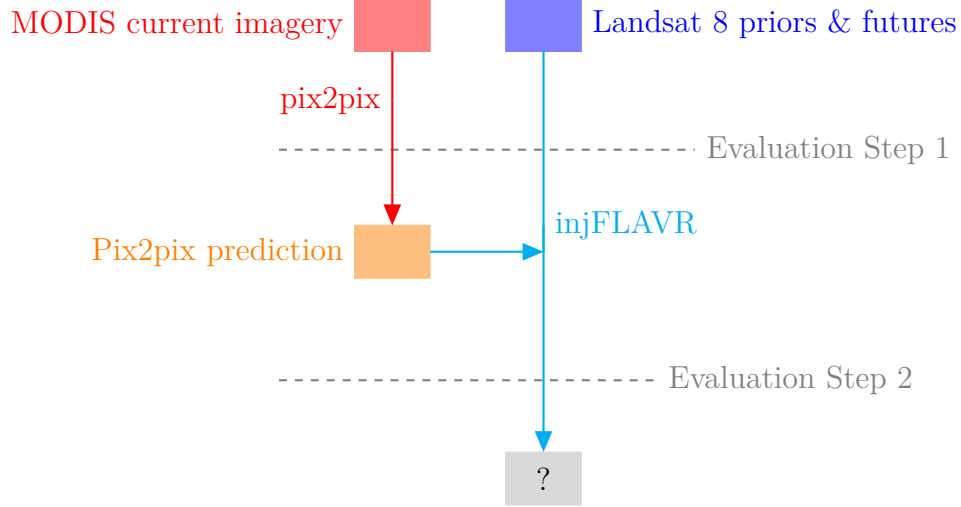 MODIS current imagery
Landsat 8 priors & futures
pix2pix
Evaluation Step 1
injFLAVR
Pix2pix prediction
Evaluation Step 2
?